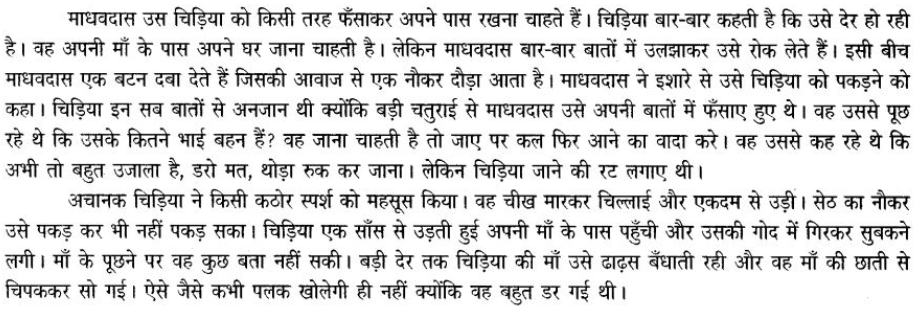 माधवदास उस चिड़िया को किसी तरह फँसाकर अपने पास रखना चाहते हैं। चिड़िया बार-बार कहती है कि उसे देर हो रही
है। वह अपनी माँ के पास अपने घर जाना चाहती है। लेकिन माधवदास बार-बार बातों में उलझाकर उसे रोक लेते हैं। इसी बीच
माधवदास एक बटन दबा देते हैं जिसकी आवाज से एक नौकर दौड़ा आता है। माधवदास ने इशारे से उसे चिड़िया को पकड़ने को
कहा। चिड़िया इन सब बातों से अनजान थी क्योंकि बड़ी चतुराई से माधवदास उसे अपनी बातों में फँसाए हुए थे। वह उससे पूछ
रहे थे कि उसके कितने भाई बहन हैं? वह जाना चाहती है तो जाए पर कल फिर आने का वादा करे। वह उससे कह रहे थे कि
अभी तो बहुत उजाला है, डरो मत, थोड़ा रुक कर जाना। लेकिन चिड़िया जाने की रट लगाए थी।
अचानक चिड़िया ने किसी कठोर स्पर्श को महसूस किया। वह चीख मारकर चिल्लाई और एकदम से उड़ी। सेठ का नौकर
उसे पकड़ कर भी नहीं पकड़ सका। चिड़िया एक साँस से उड़ती हुई अपनी माँ के पास पहुँची और उसकी गोद में गिरकर सुबकने
लगी। माँ के पूछने पर वह कुछ बता नहीं सकी। बड़ी देर तक चिड़िया की माँ उसे ढाढ़स बँधाती रही और वह माँ की छाती से
चिपककर सो गई। ऐसे जैसे कभी पलक खोलेगी ही नहीं क्योंकि वह बहुत डर गई थी।